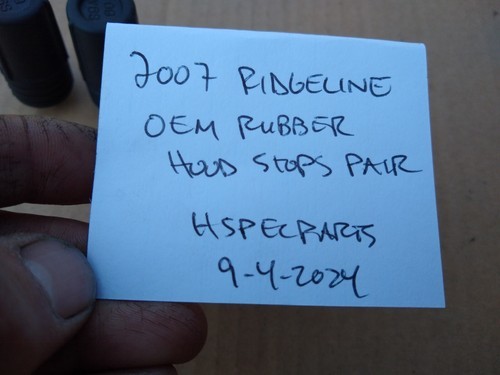 2007 RIDGELINE
OEM RUBBER
HOOD STOPS PAIR
HSPECPARTS
9-4-2024